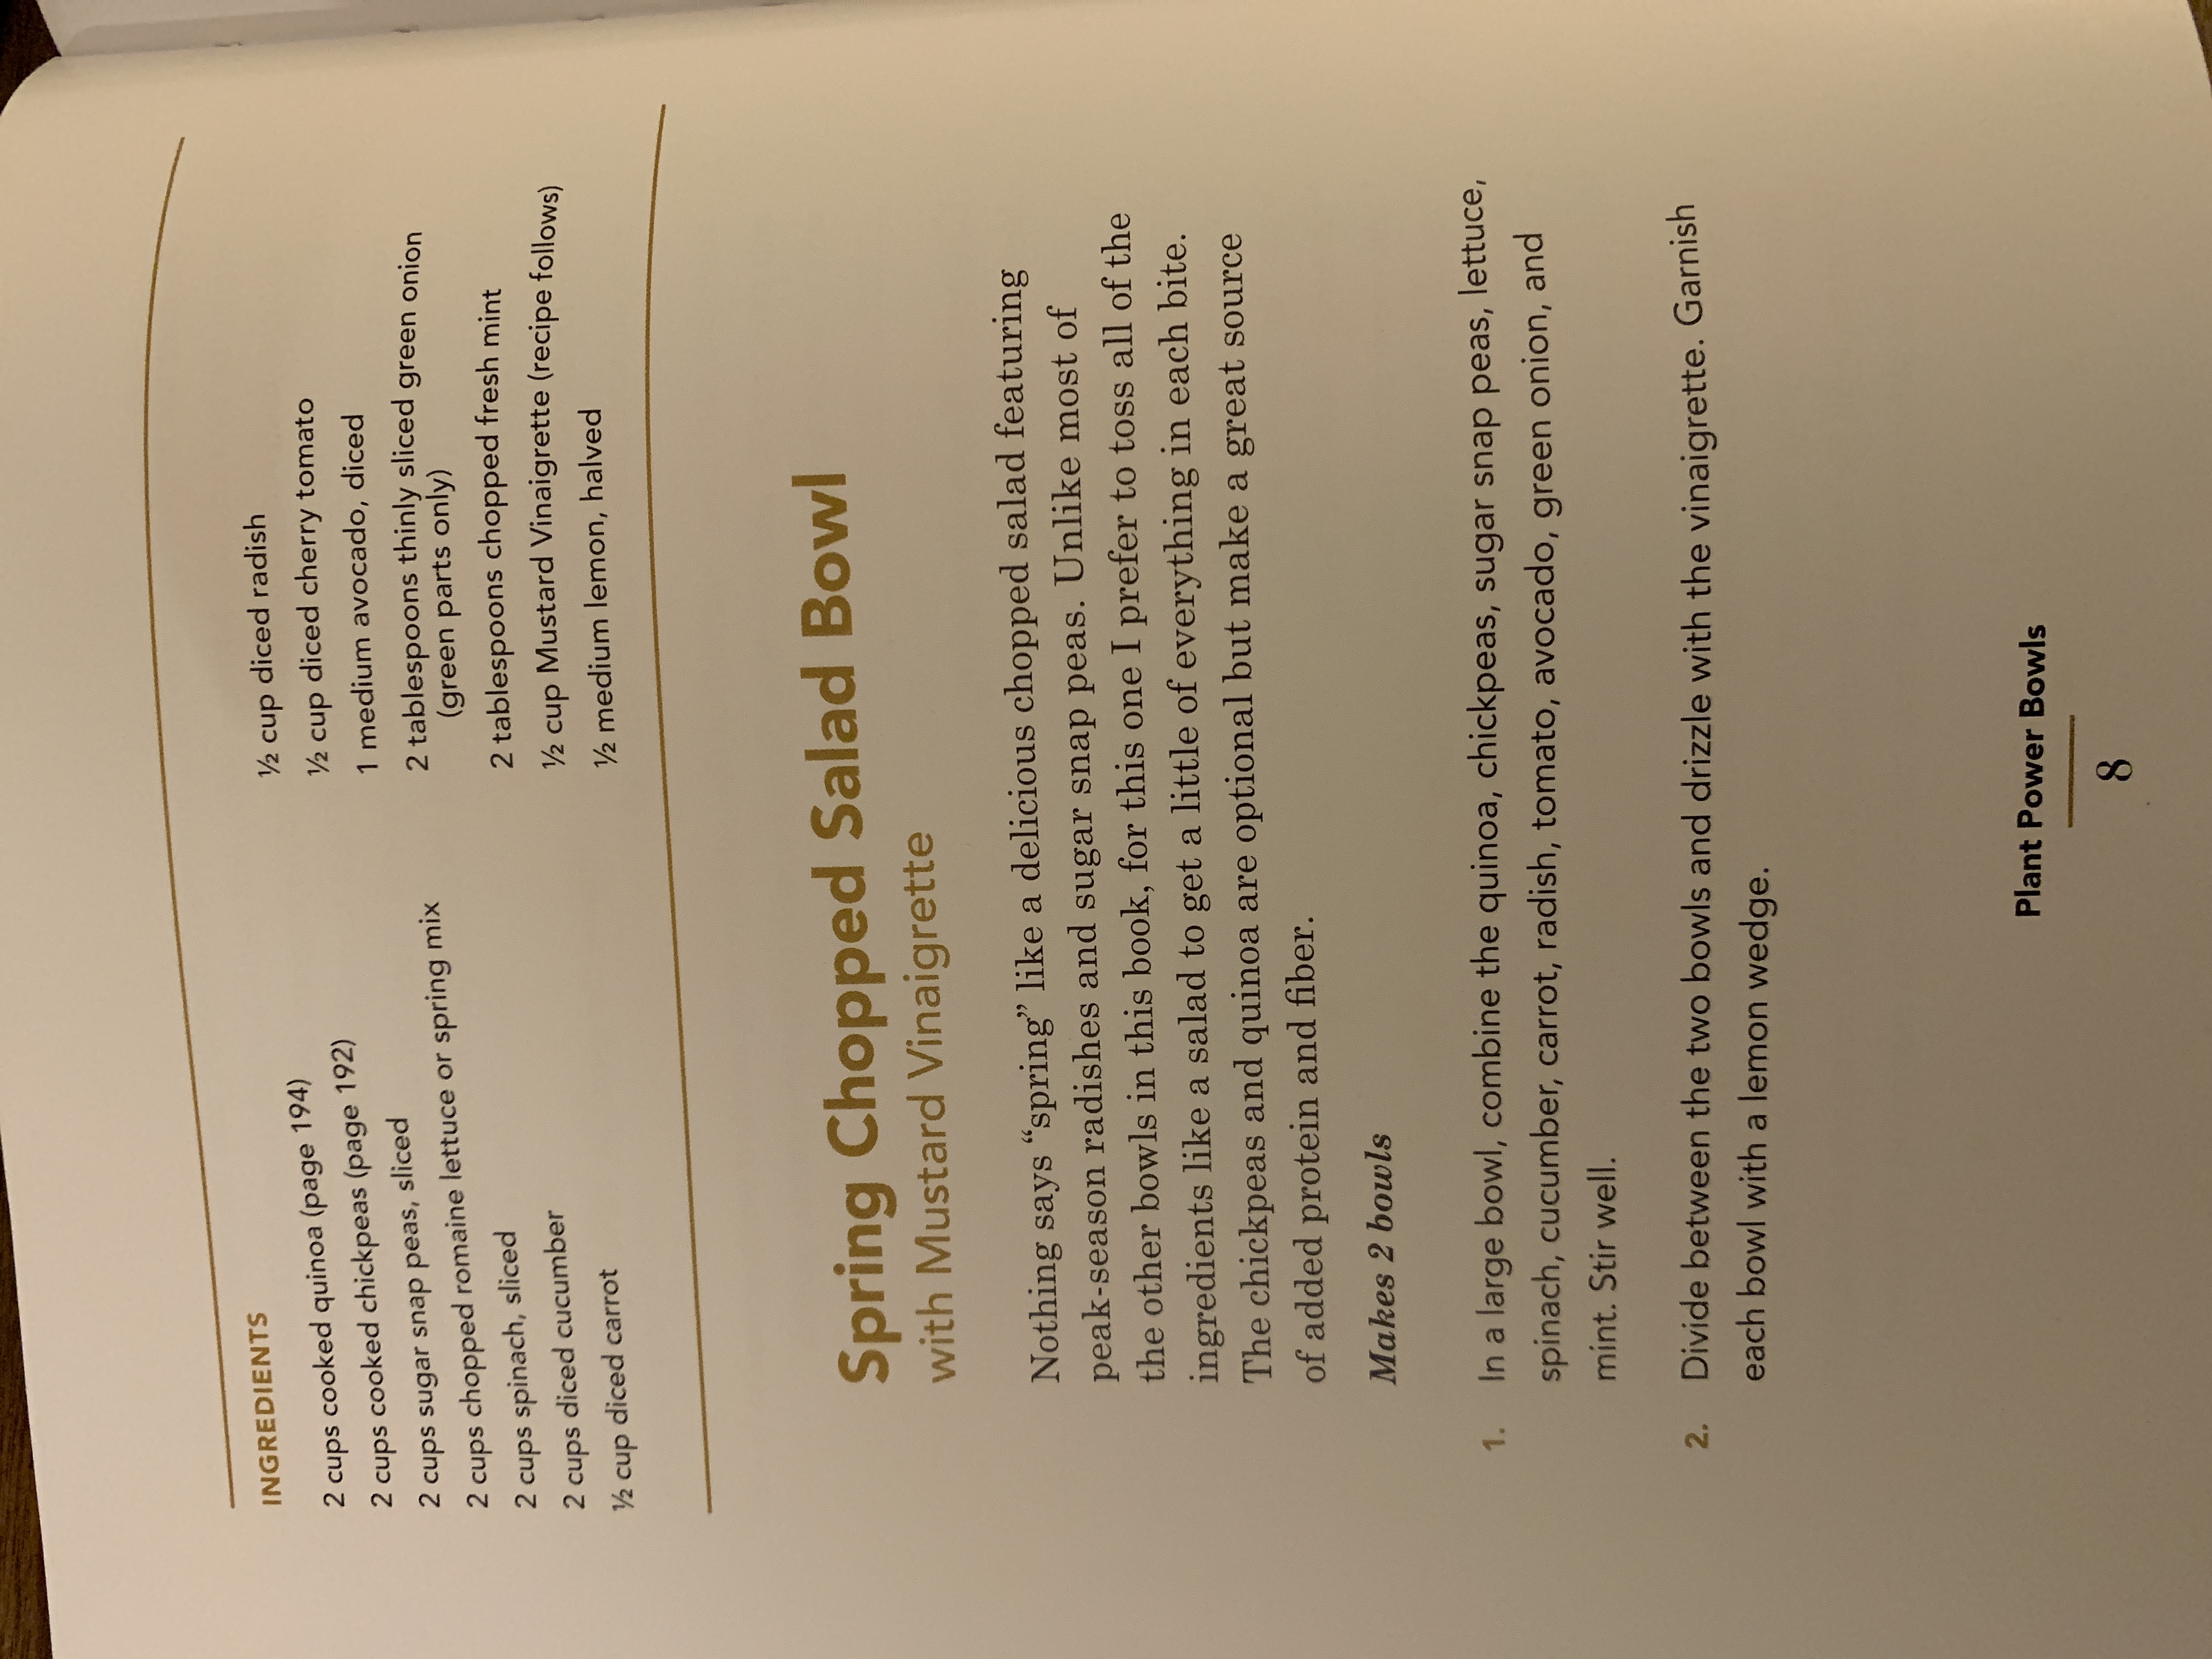 INGREDIENTS
2 cups cooked quinoa (page 194)
2 cups cooked chickpeas (page 192)
2 cups sugar snap peas, sliced
2 cups chopped romaine lettuce or spring mix
2 cups spinach, sliced
2 cups diced cucumber
½ cup diced carrot
½ cup diced radish
½ cup diced cherry tomato
1 medium avocado, diced
2 tablespoons thinly sliced green onion
(green parts only)
2 tablespoons chopped fresh mint
½ cup Mustard Vinaigrette (recipe follows)
½ medium lemon, halved
Spring Chopped Salad Bowl
with Mustard Vinaigrette
Nothing says “spring” like a delicious chopped salad featuring
peak-season radishes and sugar snap peas. Unlike most of
the other bowls in this book, for this one I prefer to toss all of the
ingredients like a salad to get a little of everything in each bite.
The chickpeas and quinoa are optional but make a great source
of added protein and fiber.
Makes 2 bowls
1. In a large bowl, combine the quinoa, chickpeas, sugar snap peas, lettuce,
spinach, cucumber, carrot, radish, tomato, avocado, green onion, and
mint. Stir well.
2. Divide between the two bowls and drizzle with the vinaigrette. Garnish
each bowl with a lemon wedge.
Plant Power Bowls
8